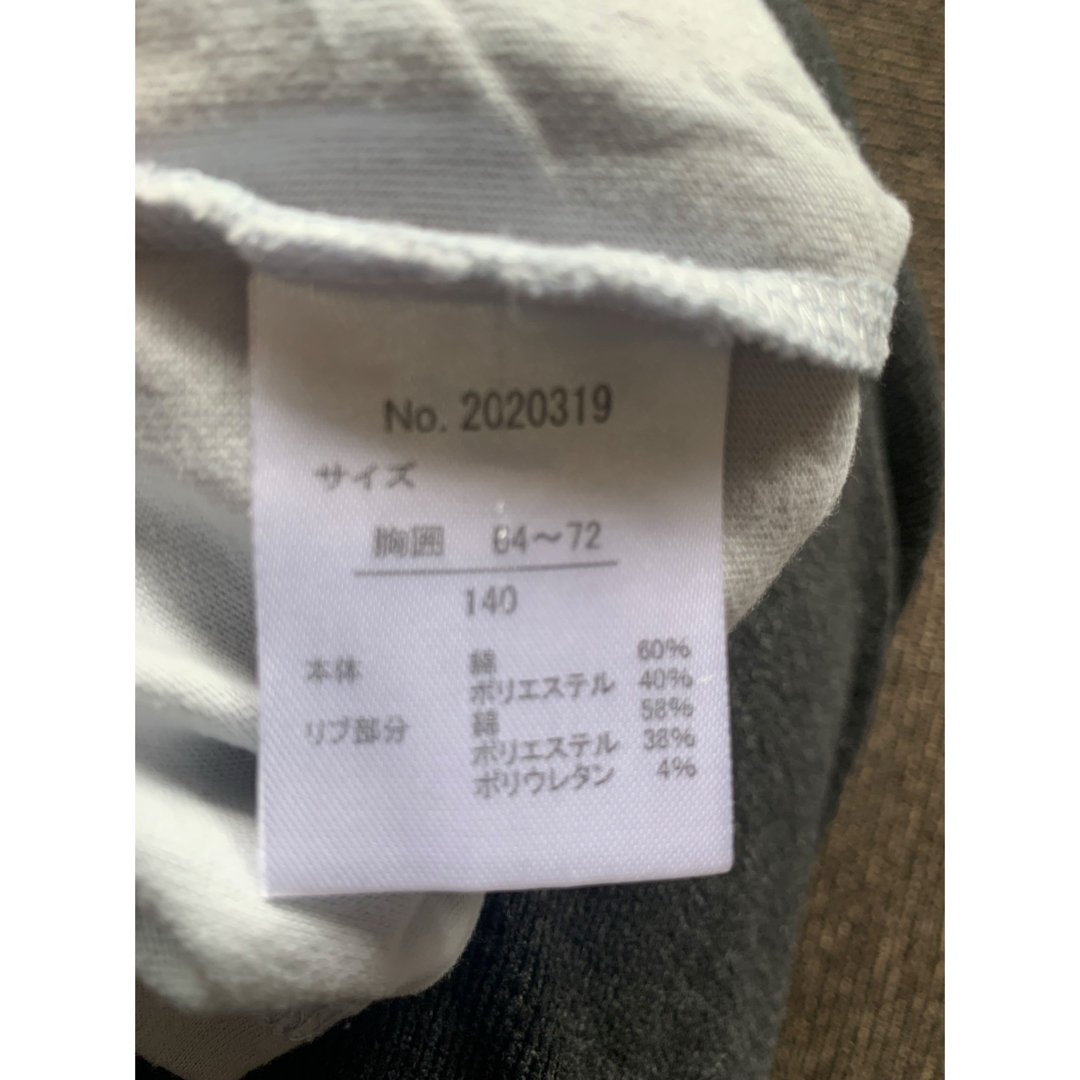 No. 2020319
サイズ
胸囲 64～72
140
本体 綿 60%
ポリエステル 40%
リブ部分 綿 58%
ポリエステル 38%
ポリウレタン 4%